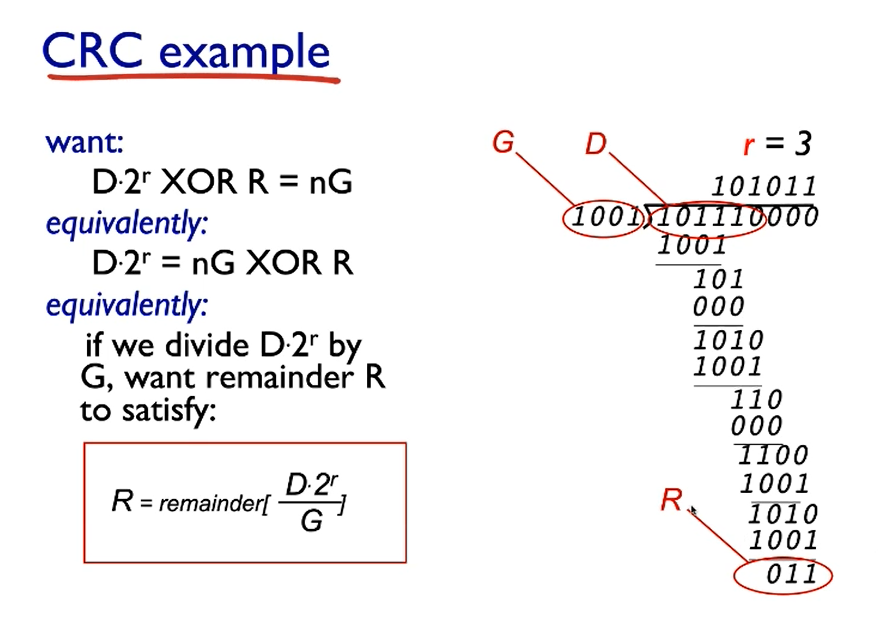 CRC example
want:
D·2ʳ XOR R = nG
equivalently:
D·2ʳ = nG XOR R
equivalently:
if we divide D·2ʳ by
G, want remainder R
to satisfy:
R = remainder[ D·2ʳ / G ]
G D r = 3
101011
1001)101110000
1001
101
000
1010
1001
110
000
1100
1001
1010
1001
011
R